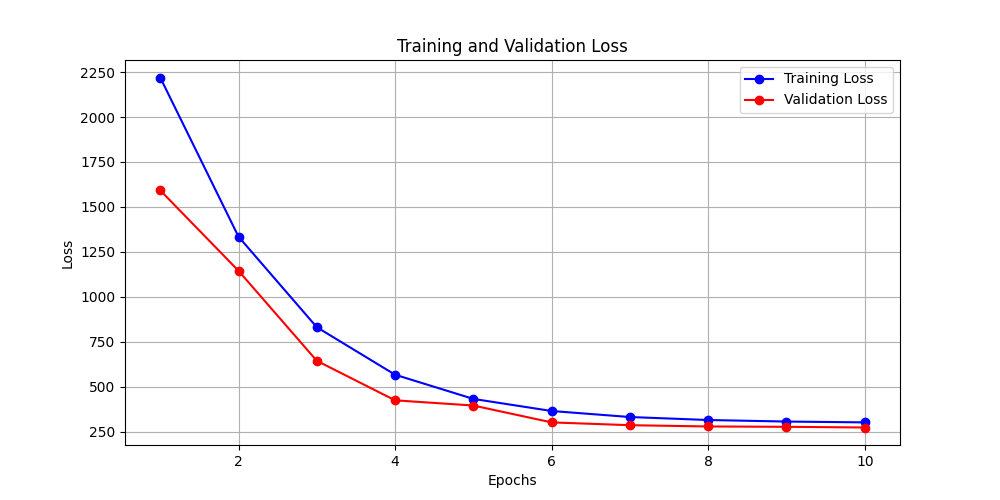 Training and Validation Loss
Training Loss
Validation Loss
Loss
2250
2000
1750
1500
1250
1000
750
500
250
2 4 6 8 10
Epochs